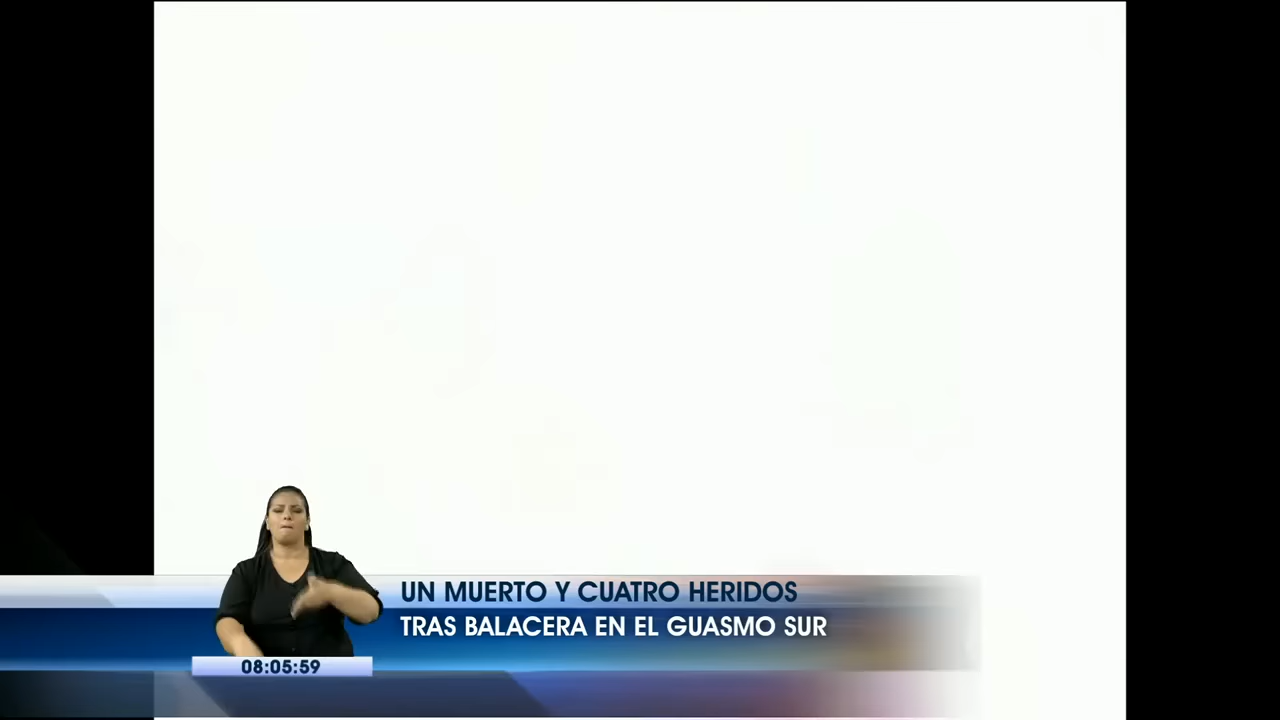 UN MUERTO Y CUATRO HERIDOS
TRAS BALACERA EN EL GUASMO SUR
08:05:59